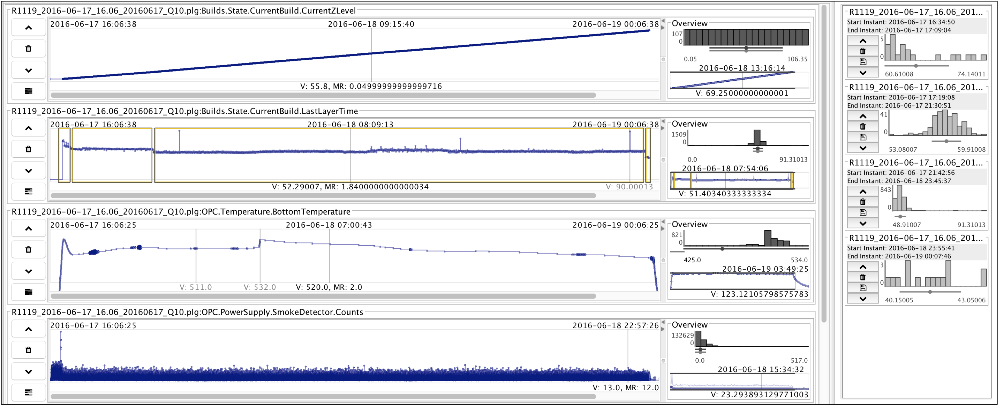 R1119_2016-06-17_16.06_20160617_Q10.plg:Builds.State.CurrentBuild.CurrentZLevel
2016-06-17 16:06:38
2016-06-18 09:15:40
2016-06-19 00:06:38
V: 55.8, MR: 0.04999999999999716
Overview
107
0
0.05
106.35
2016-06-18 13:16:14
V: 69.25000000000001
R1119_2016-06-17_16.06_20160617_Q10.plg:Builds.State.CurrentBuild.LastLayerTime
2016-06-17 16:06:38
2016-06-18 08:09:13
2016-06-19 00:06:38
V: 52.29007, MR: 1.8400000000000034
V: 90.00013
Overview
1509
0
0.0
91.31013
2016-06-18 07:54:06
V: 51.40340333333334
R1119_2016-06-17_16.06_20160617_Q10.plg:OPC.Temperature.BottomTemperature
2016-06-17 16:06:25
2016-06-18 07:00:43
2016-06-19 00:06:25
V: 511.0
V: 532.0
V: 520.0, MR: 2.0
Overview
821
0
425.0
534.0
2016-06-19 03:49:25
V: 123.12105798575783
R1119_2016-06-17_16.06_20160617_Q10.plg:OPC.PowerSupply.SmokeDetector.Counts
2016-06-17 16:06:25
2016-06-18 22:57:26
V: 13.0, MR: 12.0
Overview
132629
0
0.0
517.0
2016-06-18 15:34:32
V: 23.293893129771003
R1119_2016-06-17_16.06_201...
Start Instant: 2016-06-17 16:34:50
End Instant: 2016-06-17 17:09:04
5
0
60.61008
74.14011
R1119_2016-06-17_16.06_201...
Start Instant: 2016-06-17 17:19:08
End Instant: 2016-06-17 21:30:51
41
0
53.08007
59.91008
R1119_2016-06-17_16.06_201...
Start Instant: 2016-06-17 21:42:56
End Instant: 2016-06-18 23:45:37
843
0
48.91007
91.31013
R1119_2016-06-17_16.06_201...
Start Instant: 2016-06-18 23:55:41
End Instant: 2016-06-19 00:07:46
3
0
40.15005
43.05006